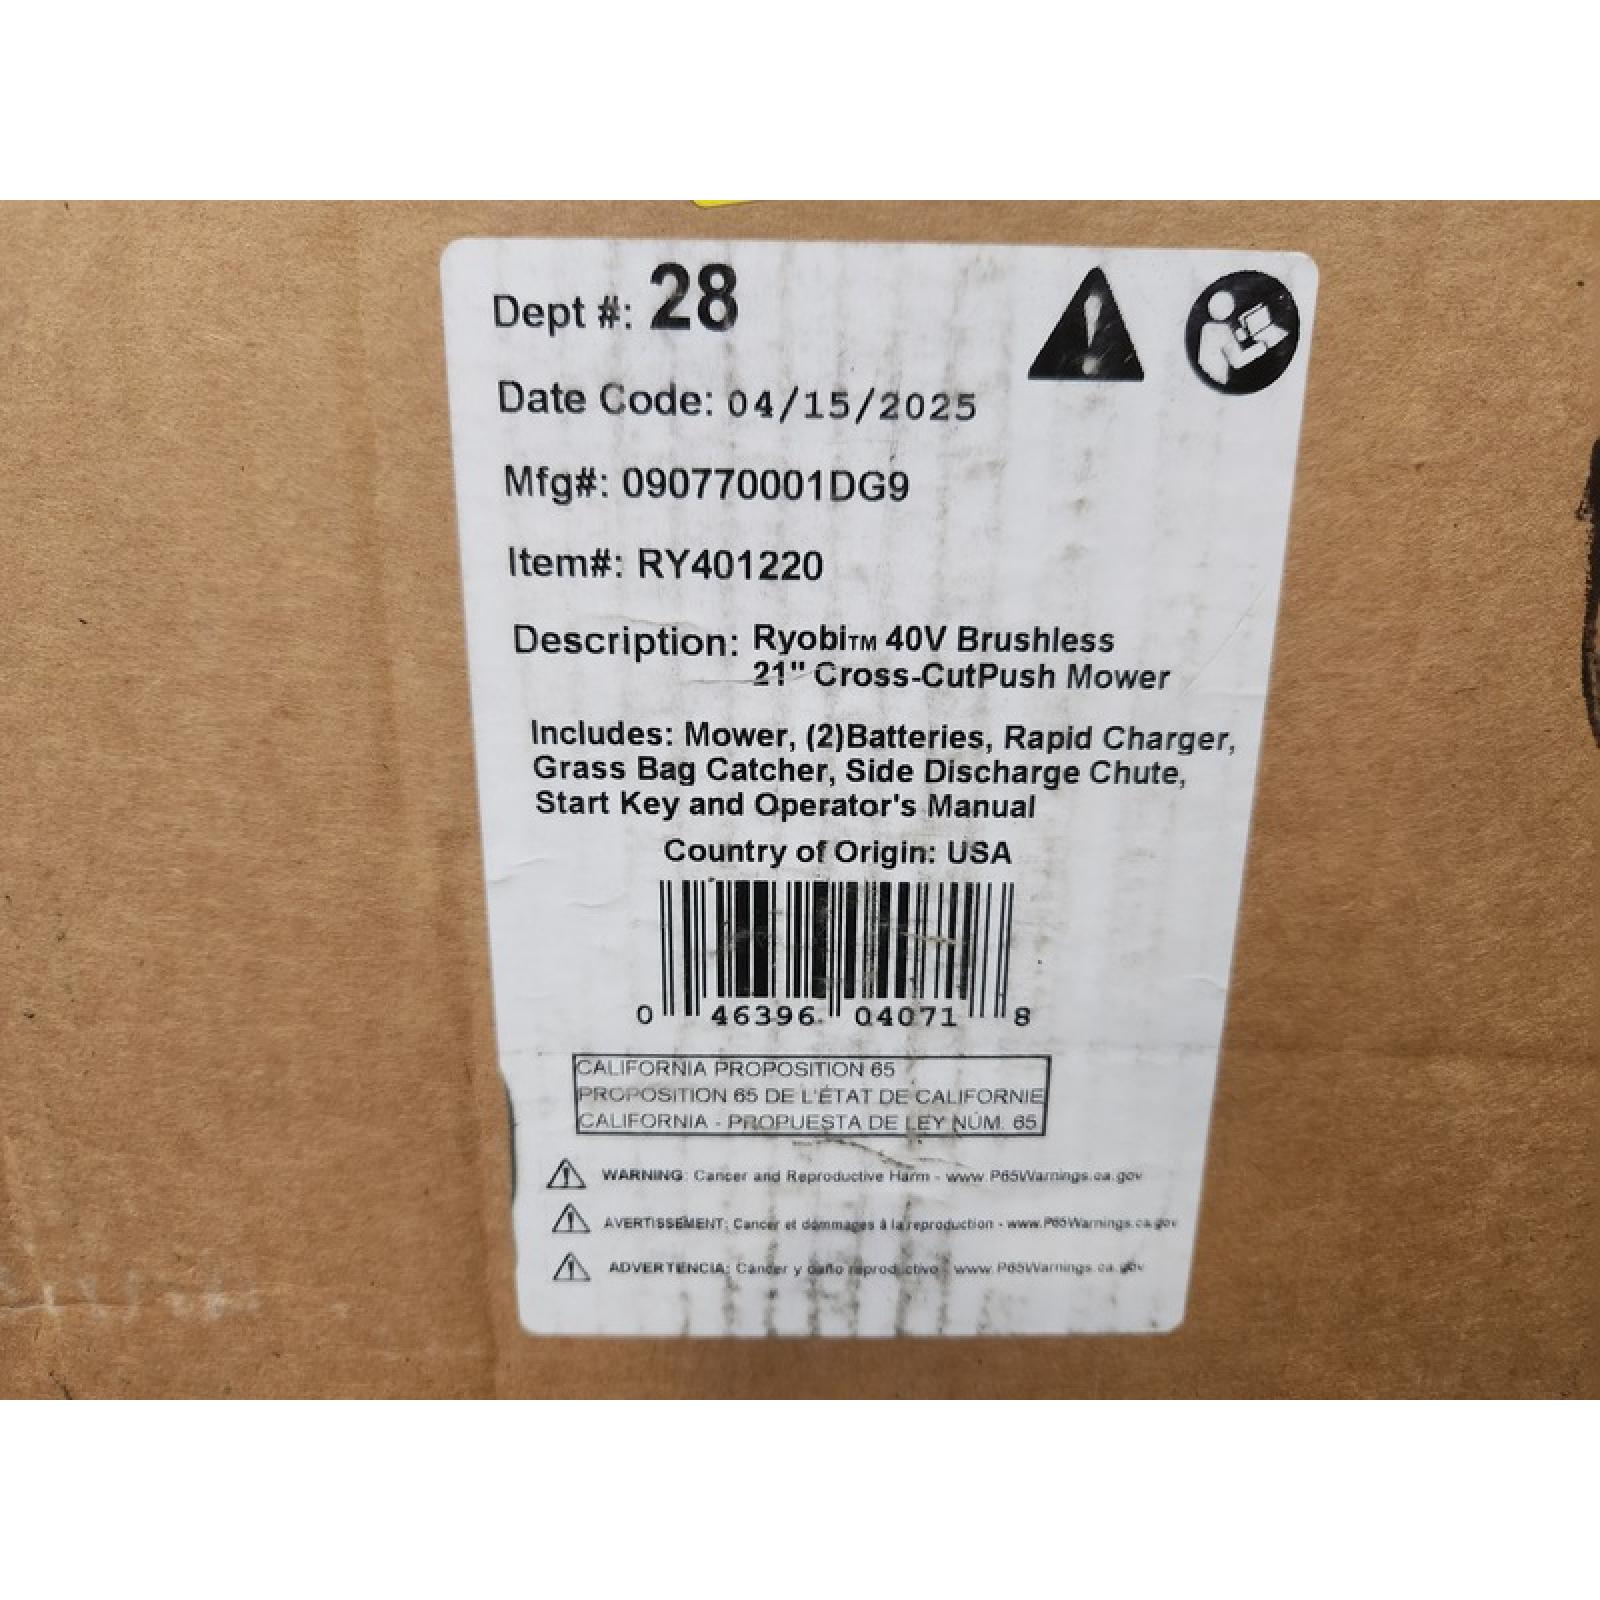 Dept #: 28
Date Code: 04/15/2025
Mfg#: 090770001DG9
Item#: RY401220
Description: Ryobi™ 40V Brushless
21" Cross-CutPush Mower
Includes: Mower, (2)Batteries, Rapid Charger,
Grass Bag Catcher, Side Discharge Chute,
Start Key and Operator's Manual
Country of Origin: USA
0 46396 04071 8
CALIFORNIA PROPOSITION 65
PROPOSITION 65 DE L'ÉTAT DE CALIFORNIE
CALIFORNIA - PROPUESTA DE LEY NÚM. 65
WARNING: Cancer and Reproductive Harm - www.P65Warnings.ca.gov
AVERTISSEMENT: Cancer et dommages à la reproduction - www.P65Warnings.ca.gov
ADVERTENCIA: Cáncer y daño reproductivo - www.P65Warnings.ca.gov